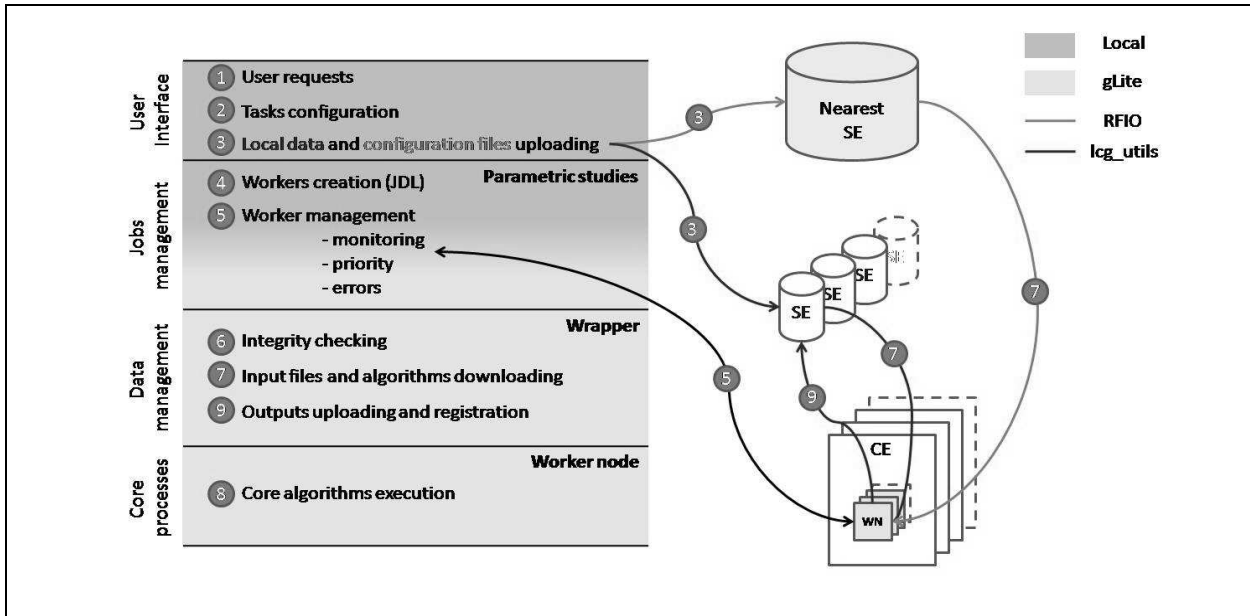 User
Interface
1 User requests
2 Tasks configuration
3 Local data and configuration files uploading
Jobs
management
Parametric studies
4 Workers creation (JDL)
5 Worker management
- monitoring
- priority
- errors
Data
management
Wrapper
6 Integrity checking
7 Input files and algorithms downloading
9 Outputs uploading and registration
Core
processes
Worker node
8 Core algorithms execution
3
Nearest
SE
3
SE
SE
SE
SE
7
7
5
9
CE
WN
Local
gLite
RFIO
lcg_utils